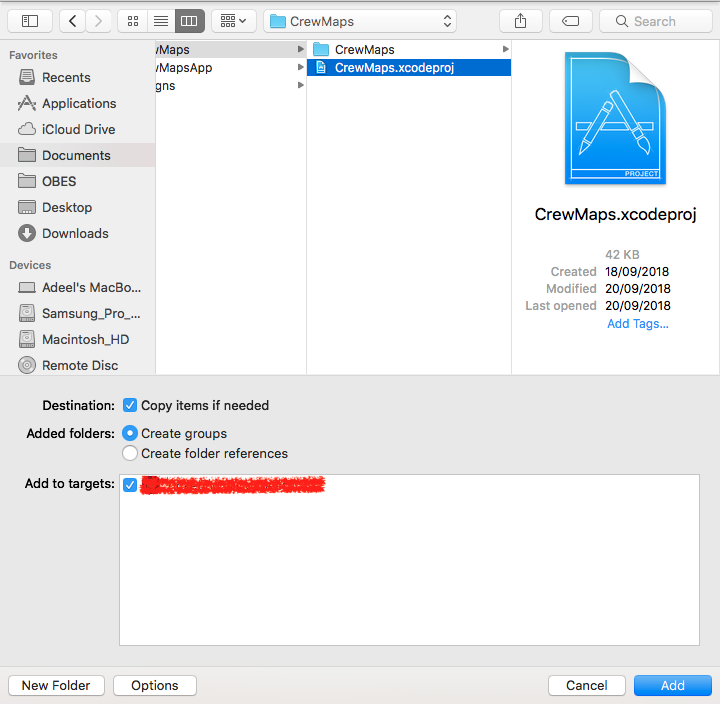 CrewMaps
Search
Favorites
Recents
Applications
iCloud Drive
Documents
OBES
Desktop
Downloads
Devices
Adeel's MacBo...
Samsung_Pro_...
Macintosh_HD
Remote Disc
wMaps
wMapsApp
gns
CrewMaps
CrewMaps.xcodeproj
PROJECT
CrewMaps.xcodeproj
42 KB
Created 18/09/2018
Modified 20/09/2018
Last opened 20/09/2018
Add Tags...
Destination: Copy items if needed
Added folders: Create groups
Create folder references
Add to targets:
New Folder Options Cancel Add